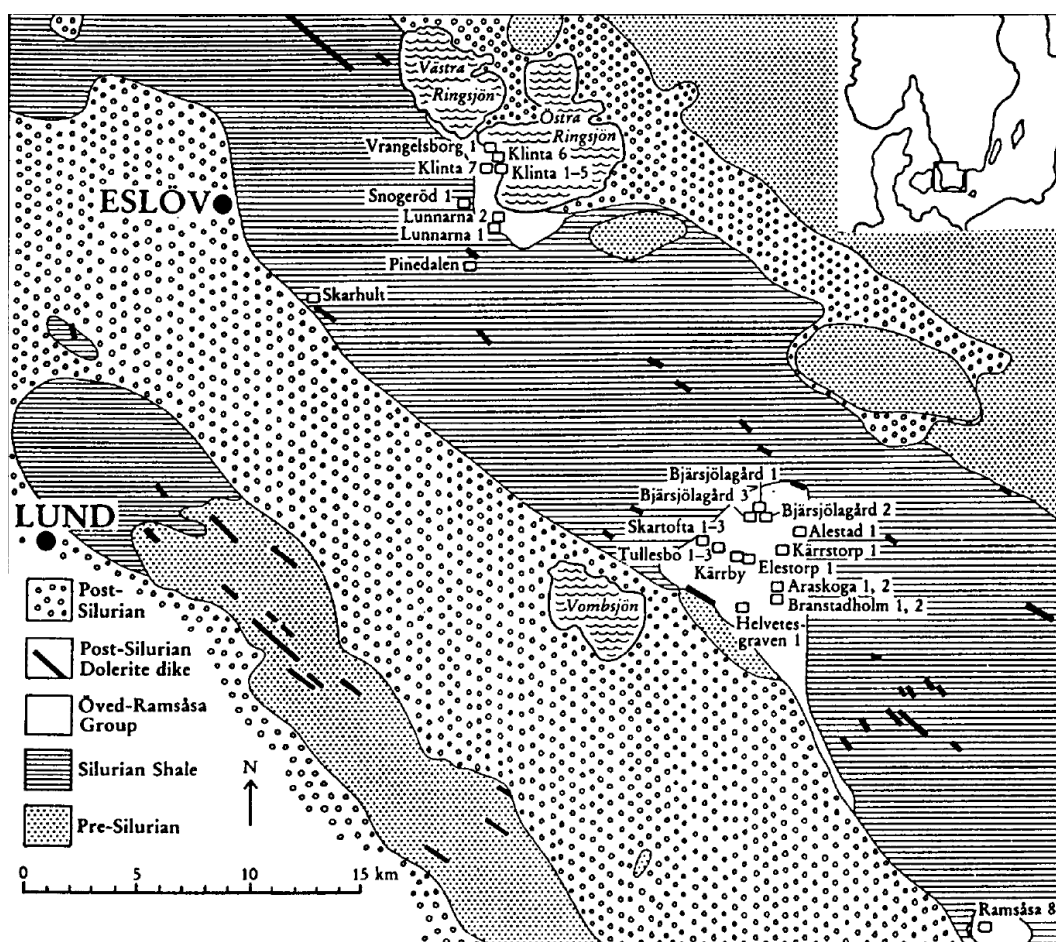 Västra
Ringsjön
Östra
Ringsjön
Vrangelsborg 1
Klinta 6
Klinta 7
Klinta 1–5
Snogeröd 1
Lunnarna 2
Lunnarna 1
Pinedalen
ESLÖV
Skarhult
LUND
Bjärsjölagård 1
Bjärsjölagård 3
Bjärsjölagård 2
Skartofta 1–3
Alestad 1
Tullesbo 1–3
Kärrstorp 1
Kärrby
Elestorp 1
Araskoga 1, 2
Branstadholm 1, 2
Helvetes-
graven 1
Vombsjön
Ramsåsa 8
Post-
Silurian
Post-Silurian
Dolerite dike
Öved-Ramsåsa
Group
Silurian Shale
Pre-Silurian
N
0 5 10 15 km